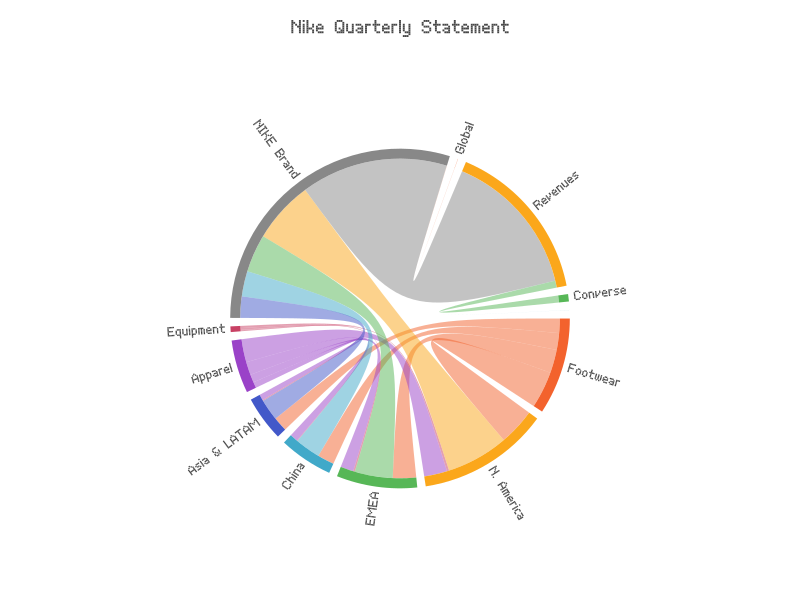 Nike Quarterly Statement
Global
NIKE Brand
Revenues
Converse
Equipment
Footwear
Apparel
Asia & LATAM
China
N. America
EMEA